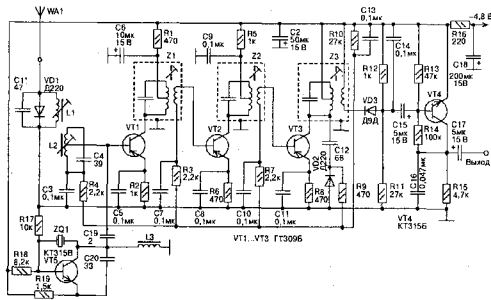 WA1
C6
10мк
15 В
R1
470
C9
0,1мк
R5
1к
C2
50мк
15 В
R10
27к
C13
0,1мк
R16
220
-4,8 В
C18
200мк
15 В
Z1
Z2
R12
1к
C14
0,1мк
R13
47к
C1*
47
VD1
Д220
L1
VD3
Д9Д
VT4
C15
5мк
15 В
R14
100к
C17
5мк
15 В
Выход
L2
VT1
VT2
VT3
C12
68
VD2
Д220
C4
39
C3
0,1мк
R4
2,2к
R2
1к
R3
2,2к
R6
470
R7
2,2к
R8
470
R9
470
R11
27к
C16
0,047мк
R15
4,7к
C5
0,1мк
C7
0,1мк
C8
0,1мк
C10
0,1мк
C11
0,1мк
R17
10к
ZQ1
КТ315В
VT5
C19
2
C20
33
L3
VT1...VT3 ГТ309Б
VT4
КТ315Б
R18
8,2к
R19
1,5к